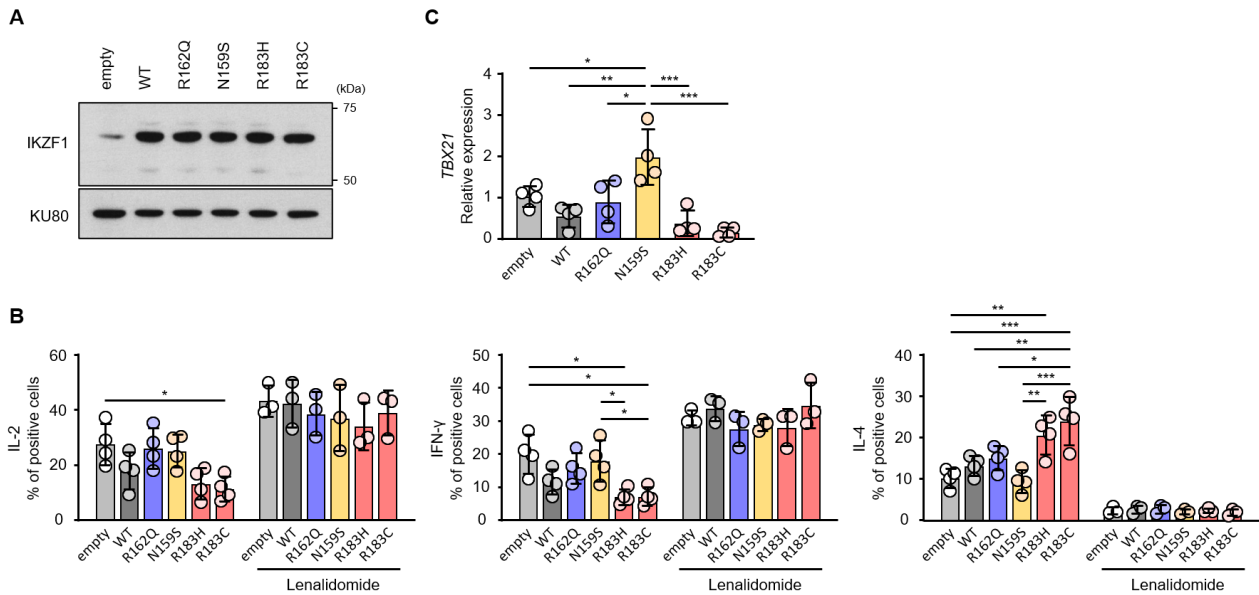 A
empty
WT
R162Q
N159S
R183H
R183C
(kDa)
75
IKZF1
50
KU80
C
* 
** ***
* ***
4
3
2
1
0
TBX21
Relative expression
empty
WT
R162Q
N159S
R183H
R183C
B
60
40
20
0
IL-2
% of positive cells
*
empty
WT
R162Q
N159S
R183H
R183C
empty
WT
R162Q
N159S
R183H
R183C
Lenalidomide
50
40
30
20
10
0
IFN-γ
% of positive cells
*
*
*
*
empty
WT
R162Q
N159S
R183H
R183C
empty
WT
R162Q
N159S
R183H
R183C
Lenalidomide
40
30
20
10
0
IL-4
% of positive cells
**
***
**
*
***
**
empty
WT
R162Q
N159S
R183H
R183C
empty
WT
R162Q
N159S
R183H
R183C
Lenalidomide